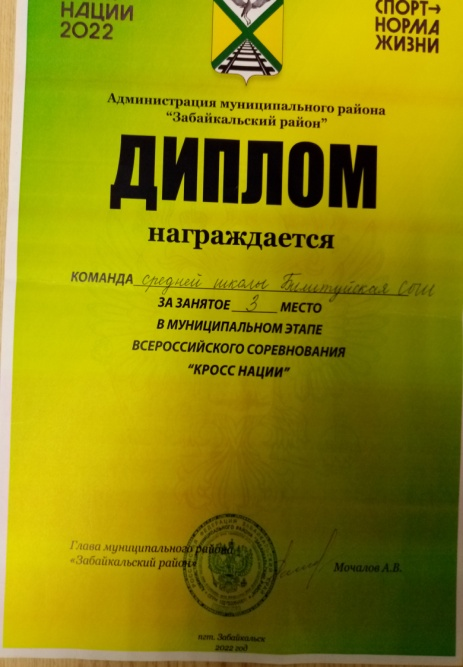 НАЦИИ
2022
СПОРТ→
НОРМА
ЖИЗНИ
Администрация муниципального района
“Забайкальский район”
ДИПЛОМ
награждается
КОМАНДА средней школы Билитуйская СОШ
ЗА ЗАНЯТОЕ 3 МЕСТО
В МУНИЦИПАЛЬНОМ ЭТАПЕ
ВСЕРОССИЙСКОГО СОРЕВНОВАНИЯ
“КРОСС НАЦИИ”
Глава муниципального района
«Забайкальский район»
Мочалов А.В.
пгт. Забайкальск
2022 год